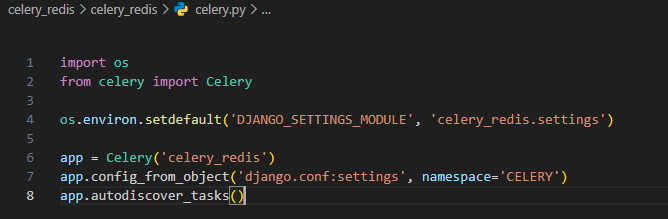 celery_redis > celery_redis > celery.py > ...
1 import os
2 from celery import Celery
3
4 os.environ.setdefault('DJANGO_SETTINGS_MODULE', 'celery_redis.settings')
5
6 app = Celery('celery_redis')
7 app.config_from_object('django.conf:settings', namespace='CELERY')
8 app.autodiscover_tasks()